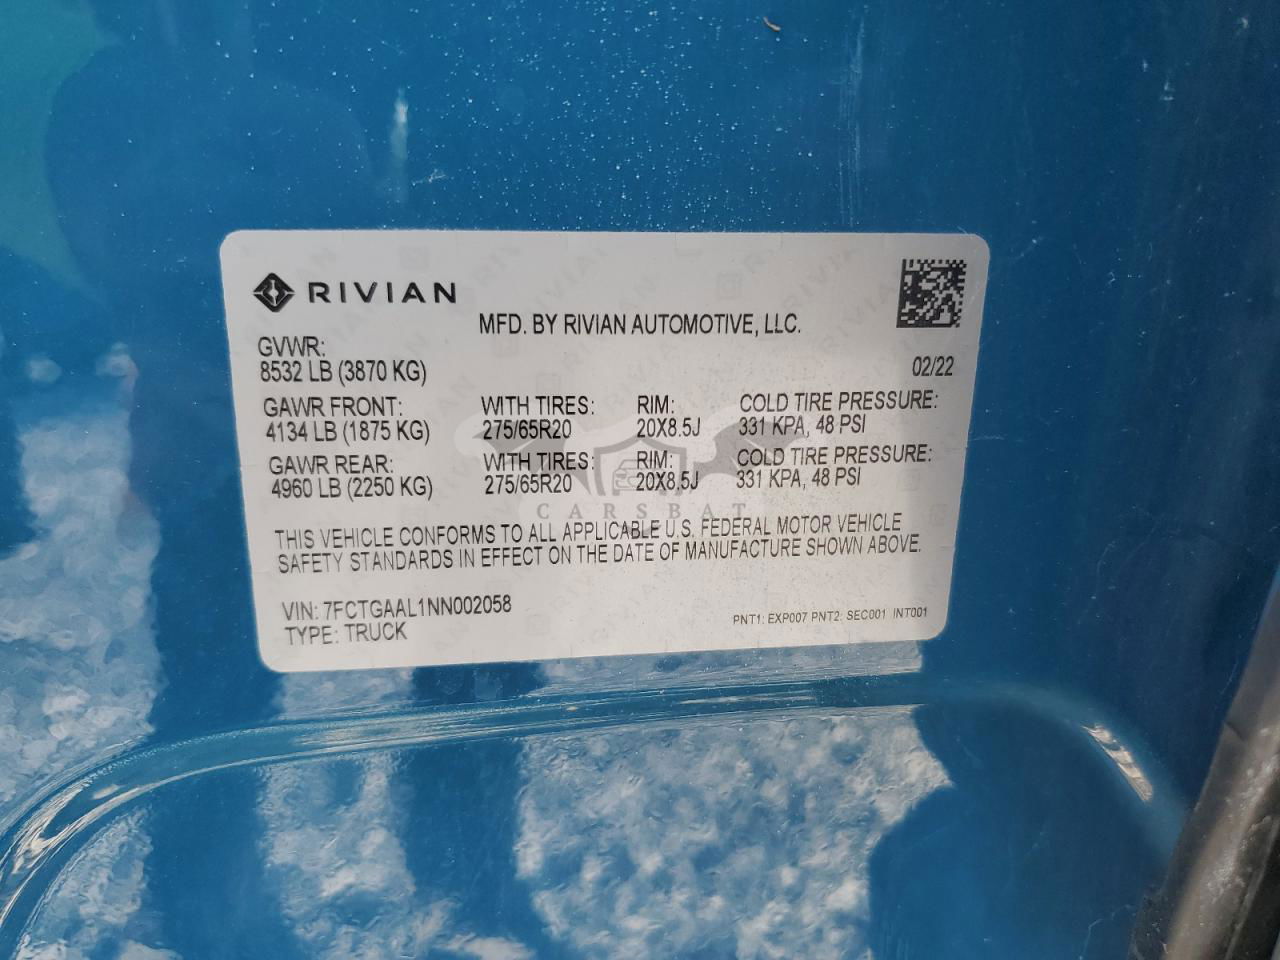 RIVIAN
MFD. BY RIVIAN AUTOMOTIVE, LLC.
GVWR:
8532 LB (3870 KG)
02/22
GAWR FRONT: WITH TIRES: RIM: COLD TIRE PRESSURE:
4134 LB (1875 KG) 275/65R20 20X8.5J 331 KPA, 48 PSI
GAWR REAR: WITH TIRES: RIM: COLD TIRE PRESSURE:
4960 LB (2250 KG) 275/65R20 20X8.5J 331 KPA, 48 PSI
CARSBAT
THIS VEHICLE CONFORMS TO ALL APPLICABLE U.S. FEDERAL MOTOR VEHICLE
SAFETY STANDARDS IN EFFECT ON THE DATE OF MANUFACTURE SHOWN ABOVE.
VIN: 7FCTGAAL1NN002058
TYPE: TRUCK
PNT1: EXP007 PNT2: SEC001 INT001